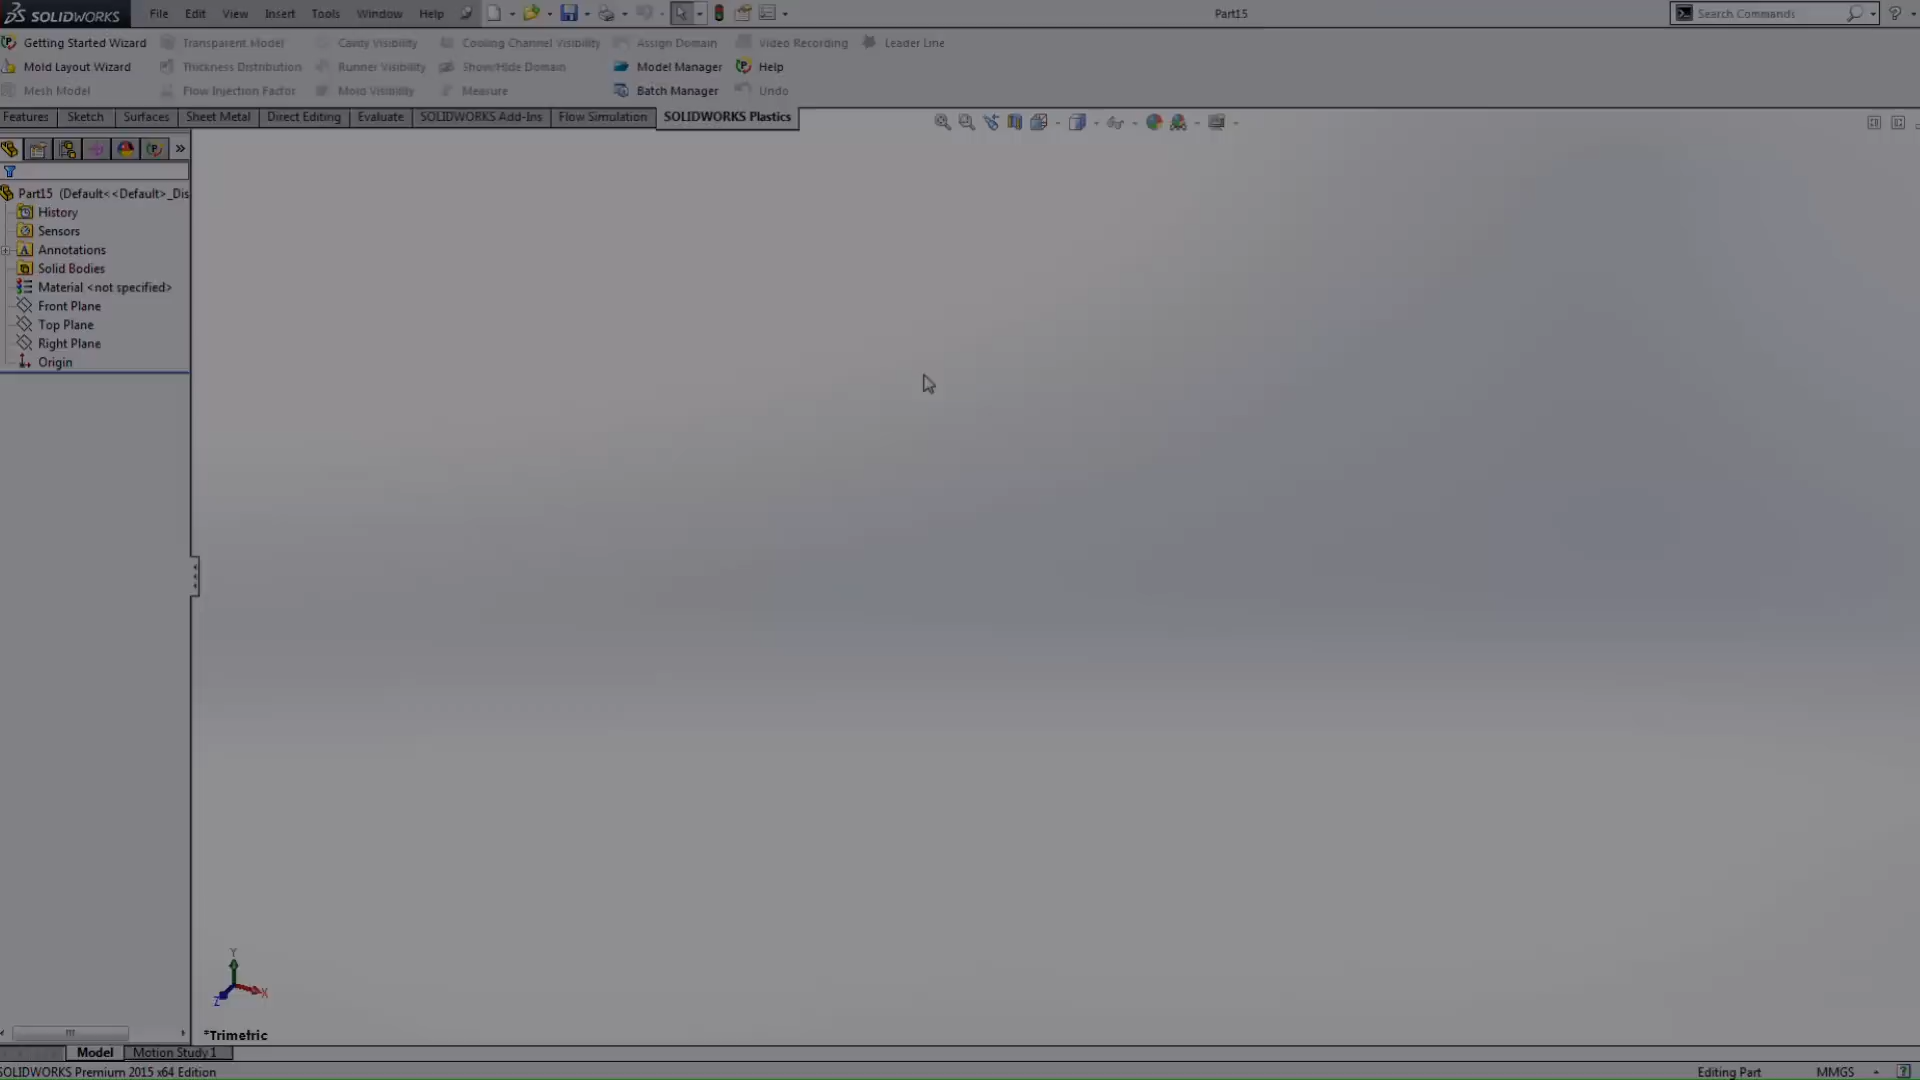 SOLIDWORKS File Edit View Insert Tools Window Help Part15 Search Commands
Getting Started Wizard Transparent Model Cavity Visibility Cooling Channel Visibility Assign Domain Video Recording Leader Line
Mold Layout Wizard Thickness Distribution Runner Visibility Show/Hide Domain Model Manager Help
Mesh Model Flow Injection Factor Mold Visibility Measure Batch Manager Undo
Features Sketch Surfaces Sheet Metal Direct Editing Evaluate SOLIDWORKS Add-Ins Flow Simulation SOLIDWORKS Plastics
Part15 (Default<<Default>_Dis
History
Sensors
Annotations
Solid Bodies
Material <not specified>
Front Plane
Top Plane
Right Plane
Origin
Y
Z X
*Trimetric
Model Motion Study 1
SOLIDWORKS Premium 2015 x64 Edition Editing Part MMGS